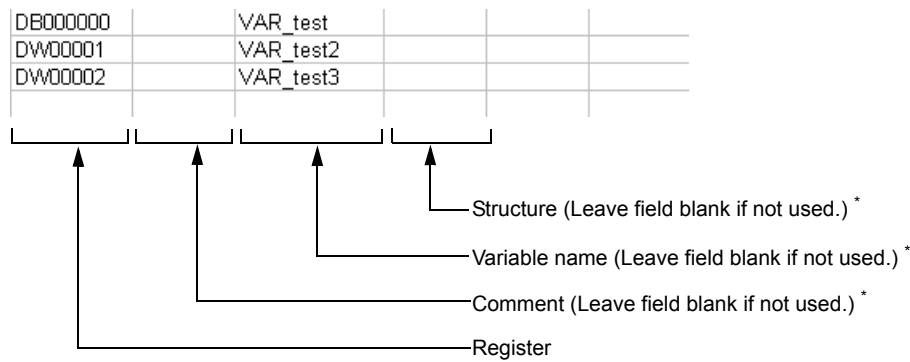 DB000000 VAR_test
DW00001 VAR_test2
DW00002 VAR_test3
Structure (Leave field blank if not used.) *
Variable name (Leave field blank if not used.) *
Comment (Leave field blank if not used.) *
Register